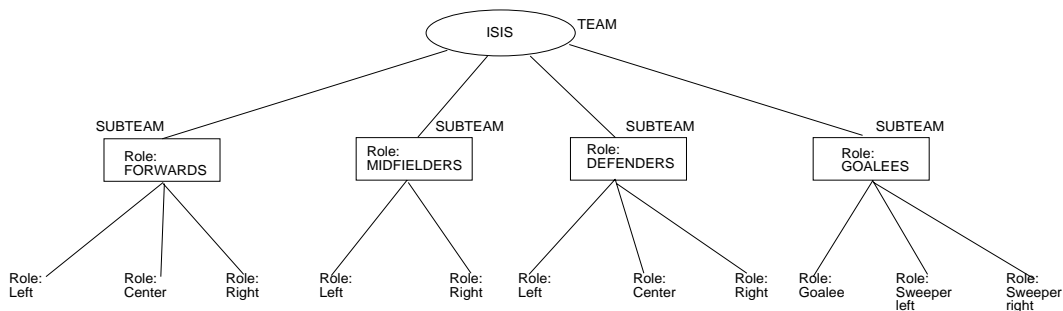 ISIS
TEAM
SUBTEAM
SUBTEAM
SUBTEAM
SUBTEAM
Role:
FORWARDS
Role:
MIDFIELDERS
Role:
DEFENDERS
Role:
GOALEES
Role:
Left
Role:
Center
Role:
Right
Role:
Left
Role:
Right
Role:
Left
Role:
Center
Role:
Right
Role:
Goalee
Role:
Sweeper
left
Role:
Sweeper
right